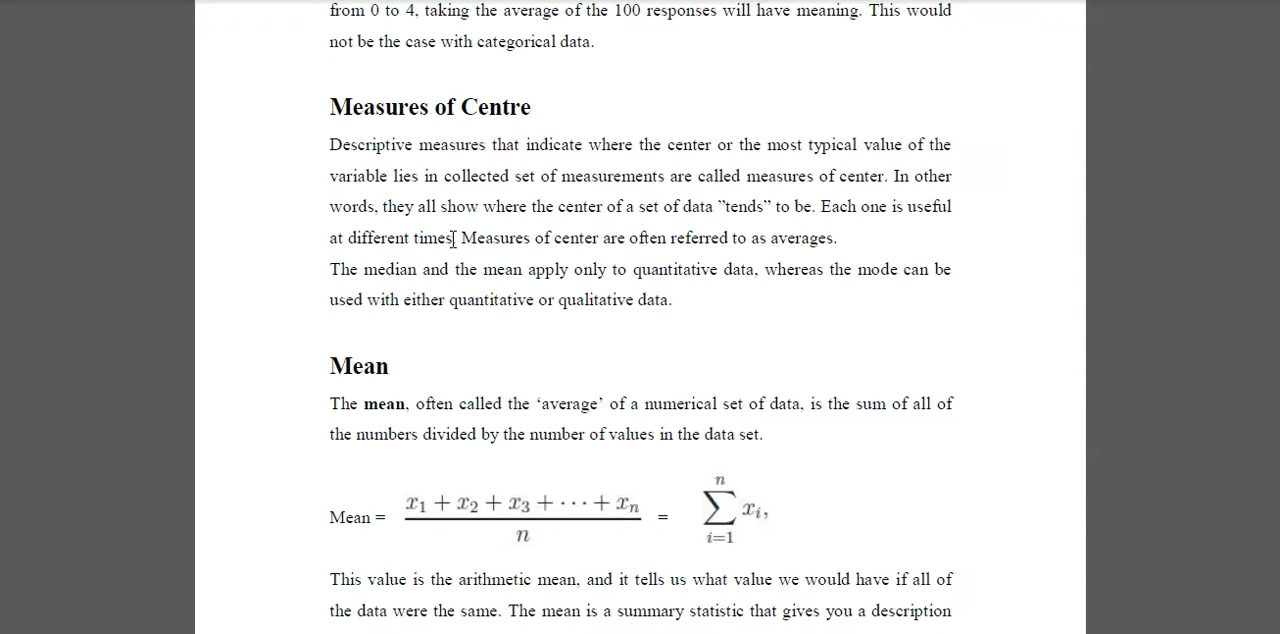 from 0 to 4, taking the average of the 100 responses will have meaning. This would
not be the case with categorical data.
Measures of Centre
Descriptive measures that indicate where the center or the most typical value of the
variable lies in collected set of measurements are called measures of center. In other
words, they all show where the center of a set of data ”tends” to be. Each one is useful
at different times. Measures of center are often referred to as averages.
The median and the mean apply only to quantitative data, whereas the mode can be
used with either quantitative or qualitative data.
Mean
The mean, often called the ‘average’ of a numerical set of data, is the sum of all of
the numbers divided by the number of values in the data set.
Mean = (x₁ + x₂ + x₃ + ⋯ + xₙ) / n = ∑ᵢ₌₁ⁿ xᵢ,
This value is the arithmetic mean, and it tells us what value we would have if all of
the data were the same. The mean is a summary statistic that gives you a description